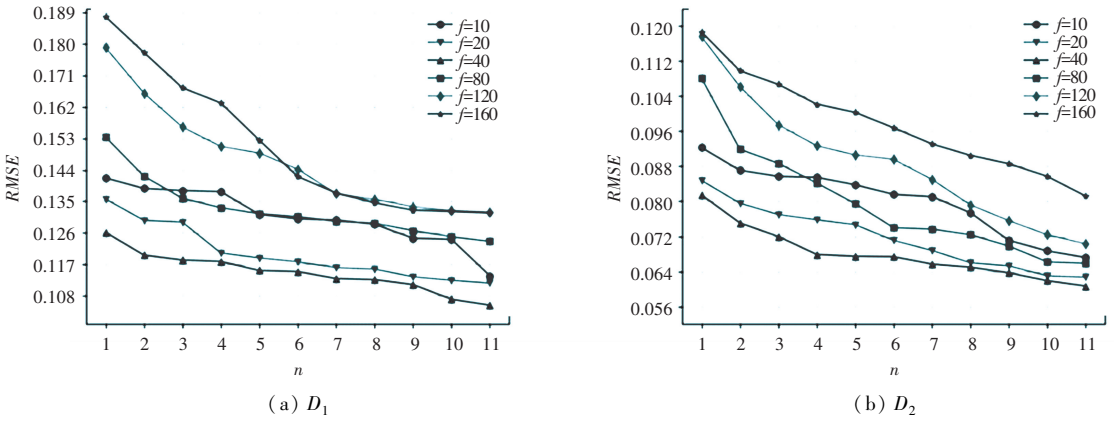 0.189
0.180
0.171
0.162
0.153
0.144
0.135
0.126
0.117
0.108
RMSE
f=10
f=20
f=40
f=80
f=120
f=160
1 2 3 4 5 6 7 8 9 10 11
n
(a) D1
0.120
0.112
0.104
0.096
0.088
0.080
0.072
0.064
0.056
RMSE
f=10
f=20
f=40
f=80
f=120
f=160
1 2 3 4 5 6 7 8 9 10 11
n
(b) D2